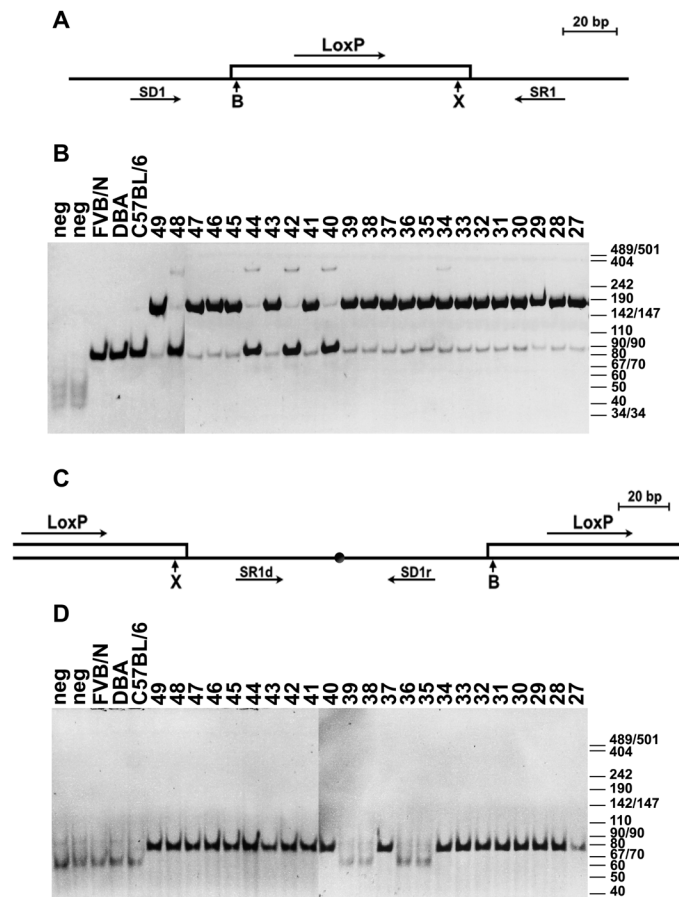 A
20 bp
LoxP
SD1
B
X
SR1
B
neg neg FVB/N DBA C57BL/6 49 48 47 46 45 44 43 42 41 40 39 38 37 36 35 34 33 32 31 30 29 28 27
489/501
404
242
190
142/147
110
90/90
80
67/70
60
50
40
34/34
C
20 bp
LoxP
LoxP
X
SR1d
SD1r
B
D
neg neg FVB/N DBA C57BL/6 49 48 47 46 45 44 43 42 41 40 39 38 37 36 35 34 33 32 31 30 29 28 27
489/501
404
242
190
142/147
110
90/90
80
67/70
60
50
40